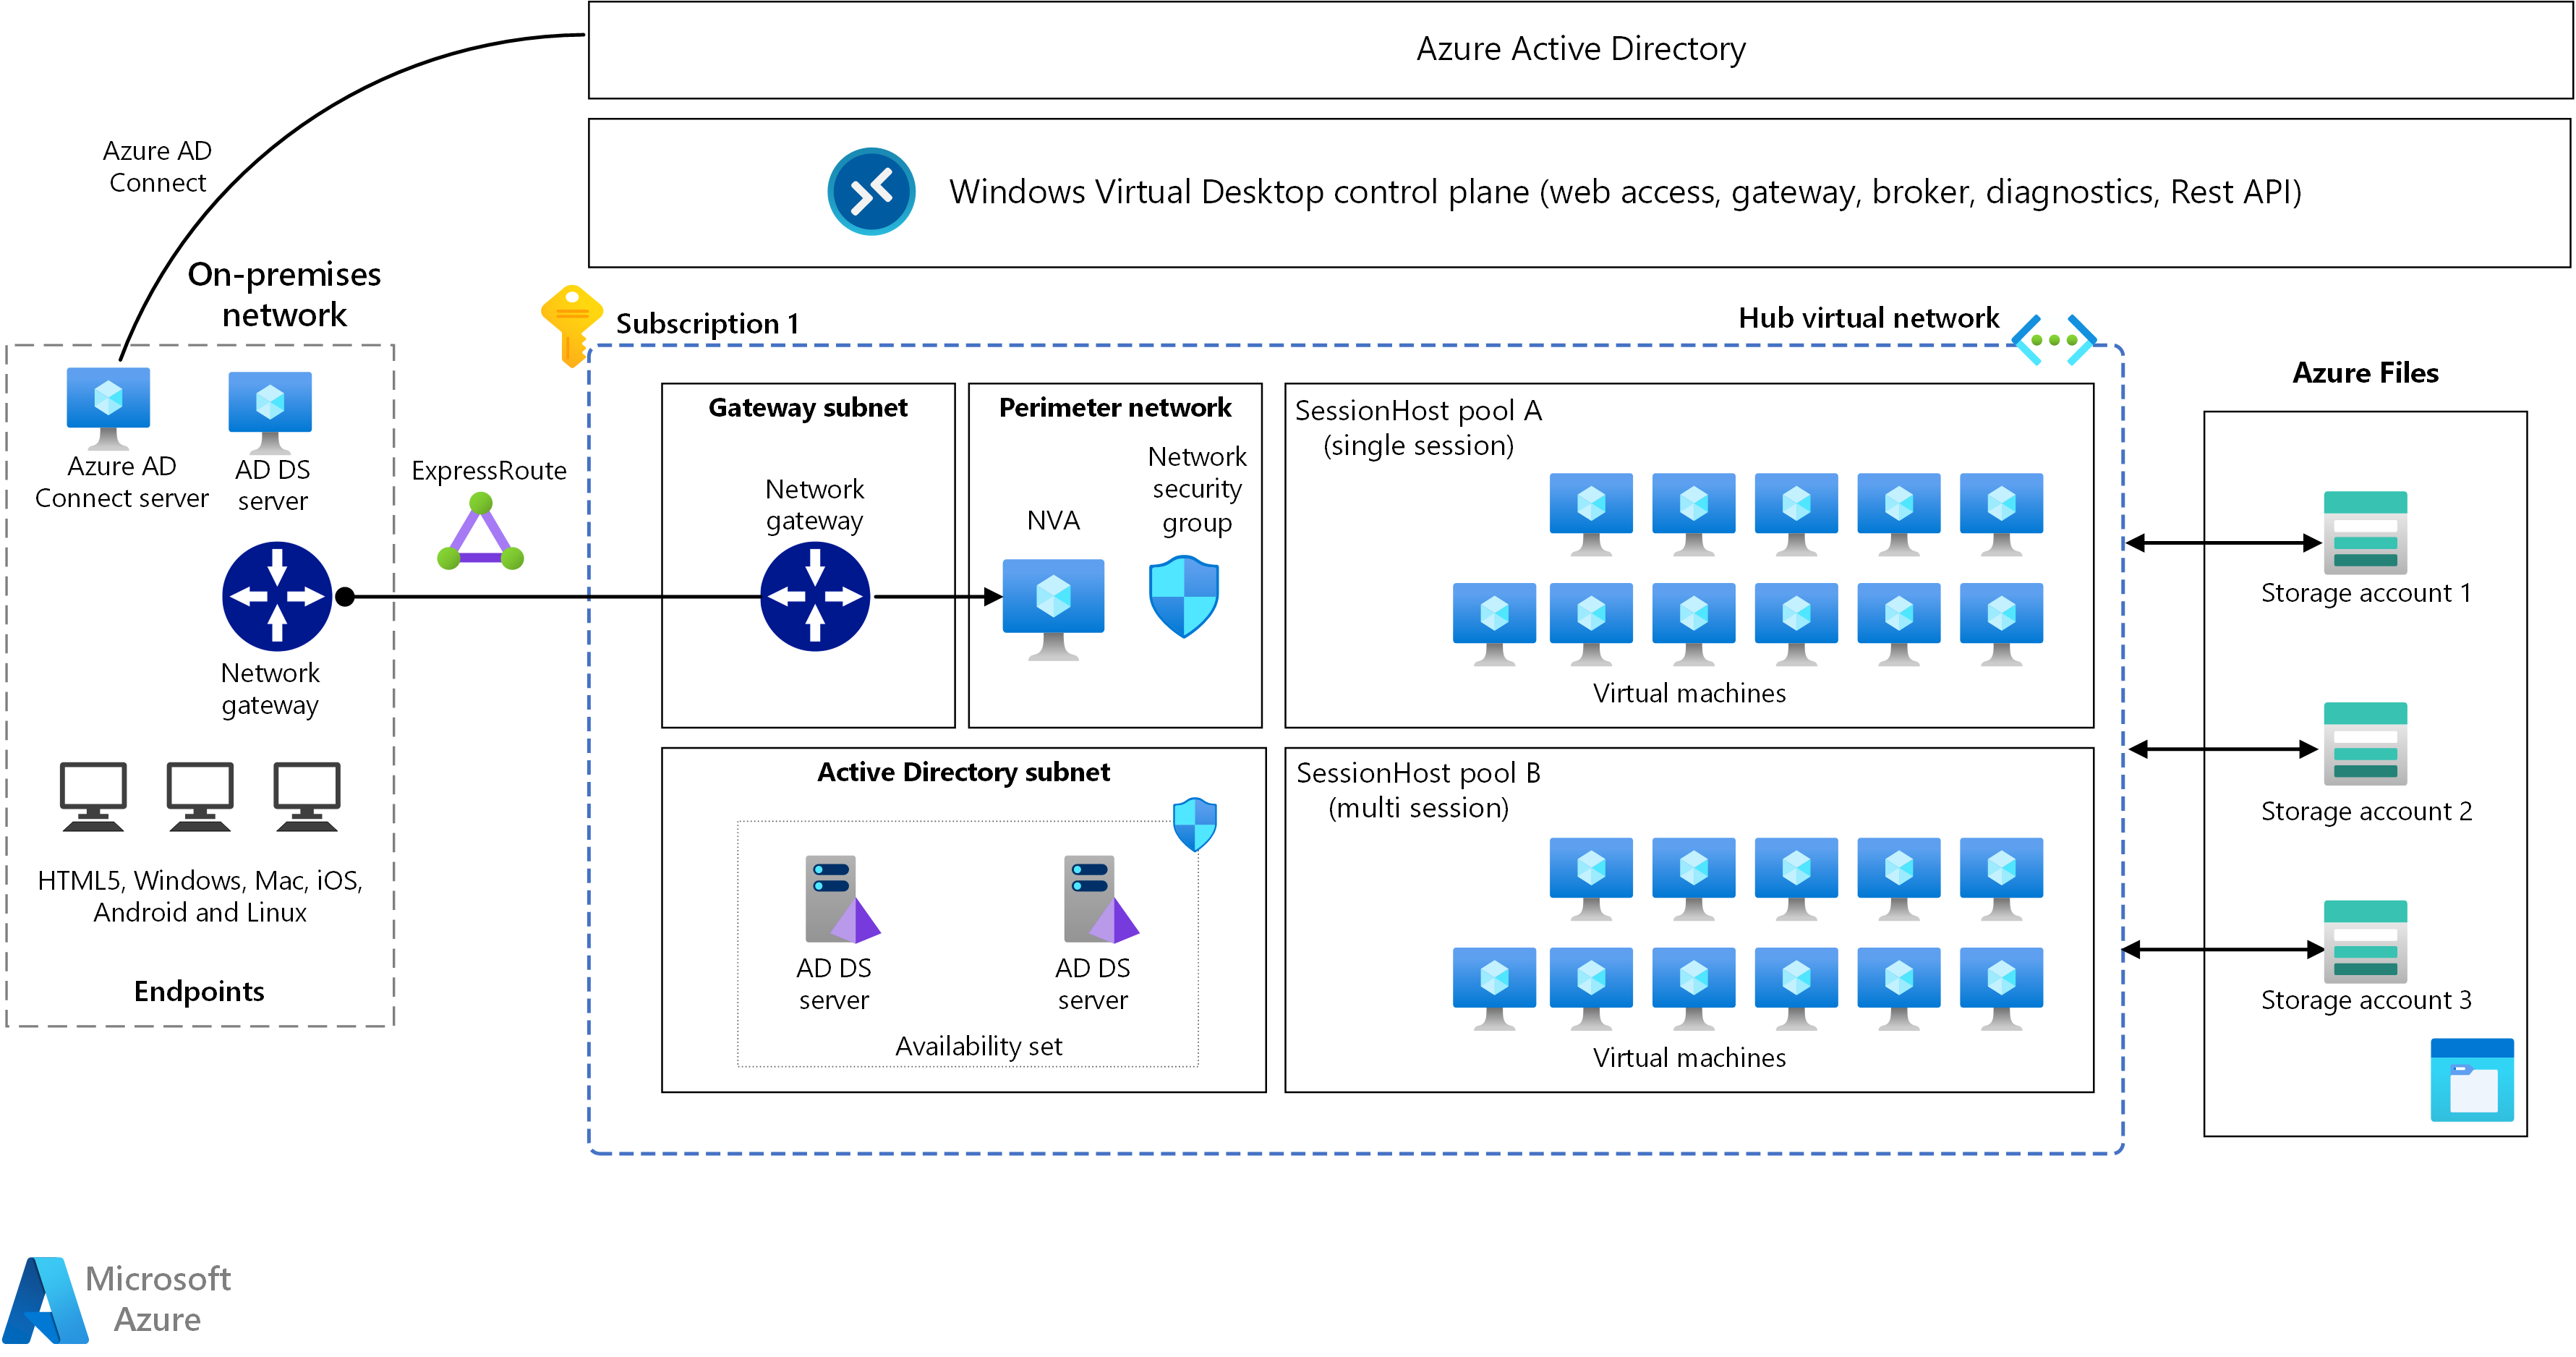 Azure Active Directory
Windows Virtual Desktop control plane (web access, gateway, broker, diagnostics, Rest API)
Azure AD
Connect
On-premises
network
Azure AD
Connect server
AD DS
server
Network
gateway
HTML5, Windows, Mac, iOS,
Android and Linux
Endpoints
ExpressRoute
Subscription 1
Hub virtual network
Gateway subnet
Network
gateway
Perimeter network
NVA
Network
security
group
SessionHost pool A
(single session)
Virtual machines
Active Directory subnet
AD DS
server
AD DS
server
Availability set
SessionHost pool B
(multi session)
Virtual machines
Azure Files
Storage account 1
Storage account 2
Storage account 3
Microsoft
Azure